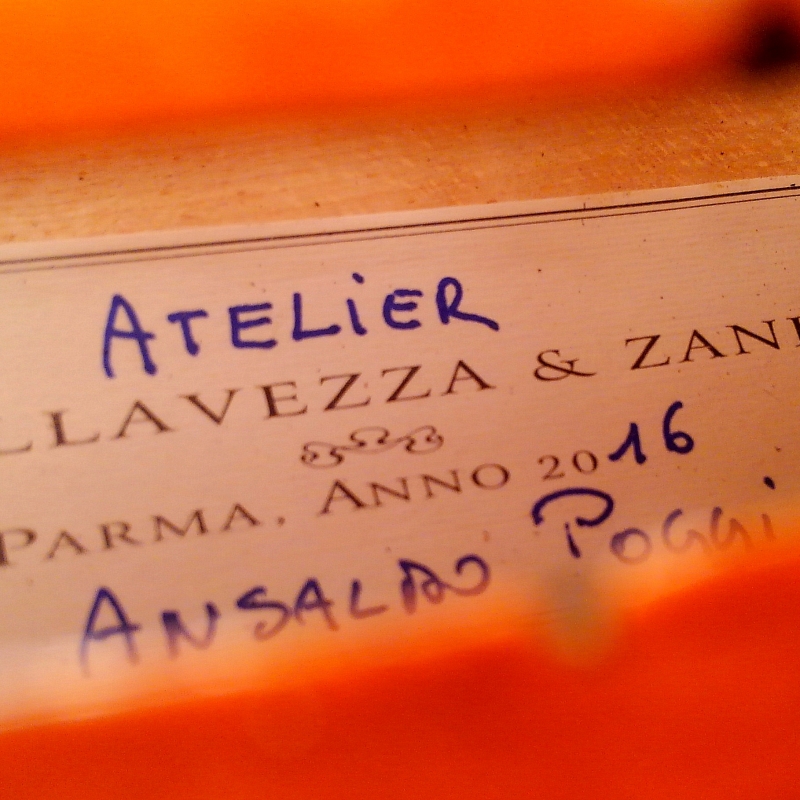 ATELiER
LLAVEZZA & ZAN
PARMA, ANNO 2016
ANSALDO POGGi